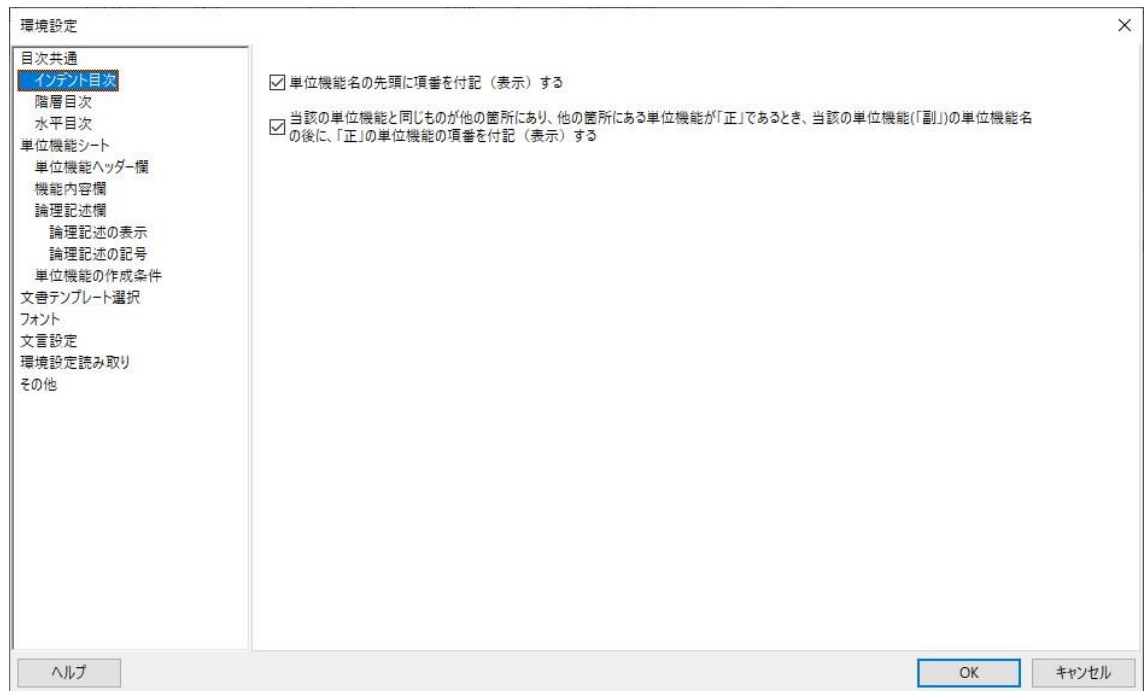 環境設定
目次共通
インデント目次
階層目次
水平目次
単位機能シート
単位機能ヘッダー欄
機能内容欄
論理記述欄
論理記述の表示
論理記述の記号
単位機能の作成条件
文書テンプレート選択
フォント
文言設定
環境設定読み取り
その他
単位機能名の先頭に項番を付記（表示）する
当該の単位機能と同じものが他の箇所にあり、他の箇所にある単位機能が「正」であるとき、当該の単位機能(「副」)の単位機能名
の後に、「正」の単位機能の項番を付記（表示）する
ヘルプ
OK
キャンセル